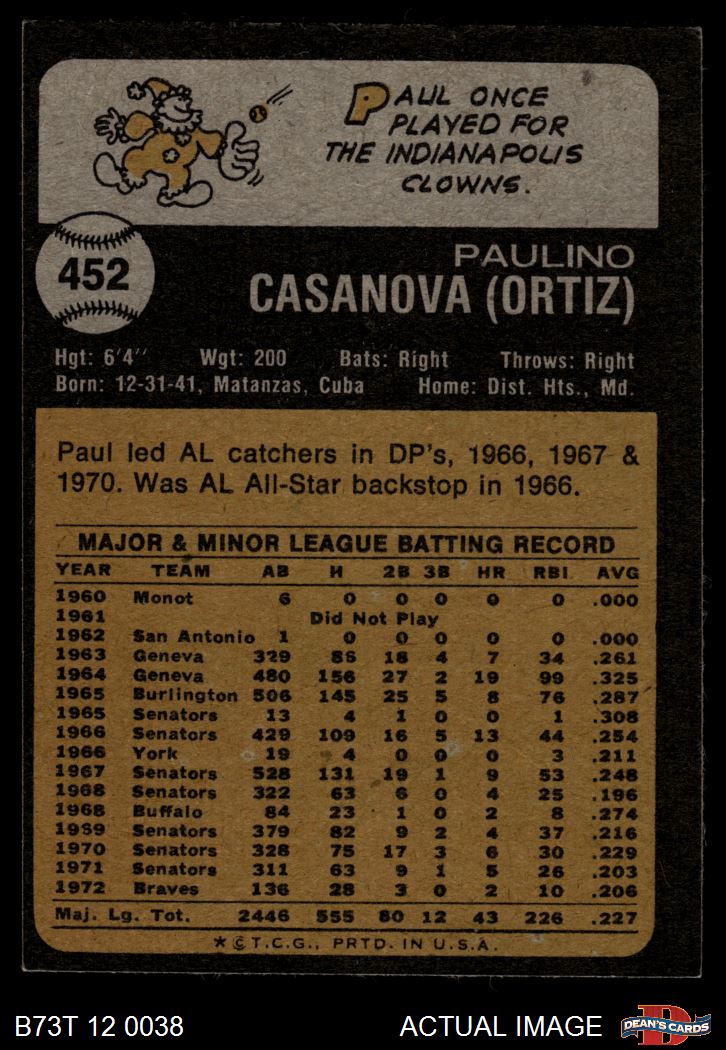 PAUL ONCE
PLAYED FOR
THE INDIANAPOLIS
CLOWNS.
452
PAULINO
CASANOVA (ORTIZ)
Hgt: 6'4" Wgt: 200 Bats: Right Throws: Right
Born: 12-31-41, Matanzas, Cuba Home: Dist. Hts., Md.
Paul led AL catchers in DP's, 1966, 1967 &
1970. Was AL All-Star backstop in 1966.
MAJOR & MINOR LEAGUE BATTING RECORD
YEAR TEAM AB H 2B 3B HR RBI AVG
1960 Monot 6 0 0 0 0 0 .000
1961 Did Not Play
1962 San Antonio 1 0 0 0 0 0 .000
1963 Geneva 329 86 18 4 7 34 .261
1964 Geneva 480 156 27 2 19 99 .325
1965 Burlington 506 145 25 5 8 76 .287
1965 Senators 13 4 1 0 0 1 .308
1966 Senators 429 109 16 5 13 44 .254
1966 York 19 4 0 0 0 3 .211
1967 Senators 528 131 19 1 9 53 .248
1968 Senators 322 63 6 0 4 25 .196
1968 Buffalo 84 23 1 0 2 8 .274
1969 Senators 379 82 9 2 4 37 .216
1970 Senators 328 75 17 3 6 30 .229
1971 Senators 311 63 9 1 5 26 .203
1972 Braves 136 28 3 0 2 10 .206
Maj. Lg. Tot. 2446 555 80 12 43 226 .227
*© T.C.G., PRTD. IN U.S.A.
B73T 12 0038 ACTUAL IMAGE D DEAN'S CARDS